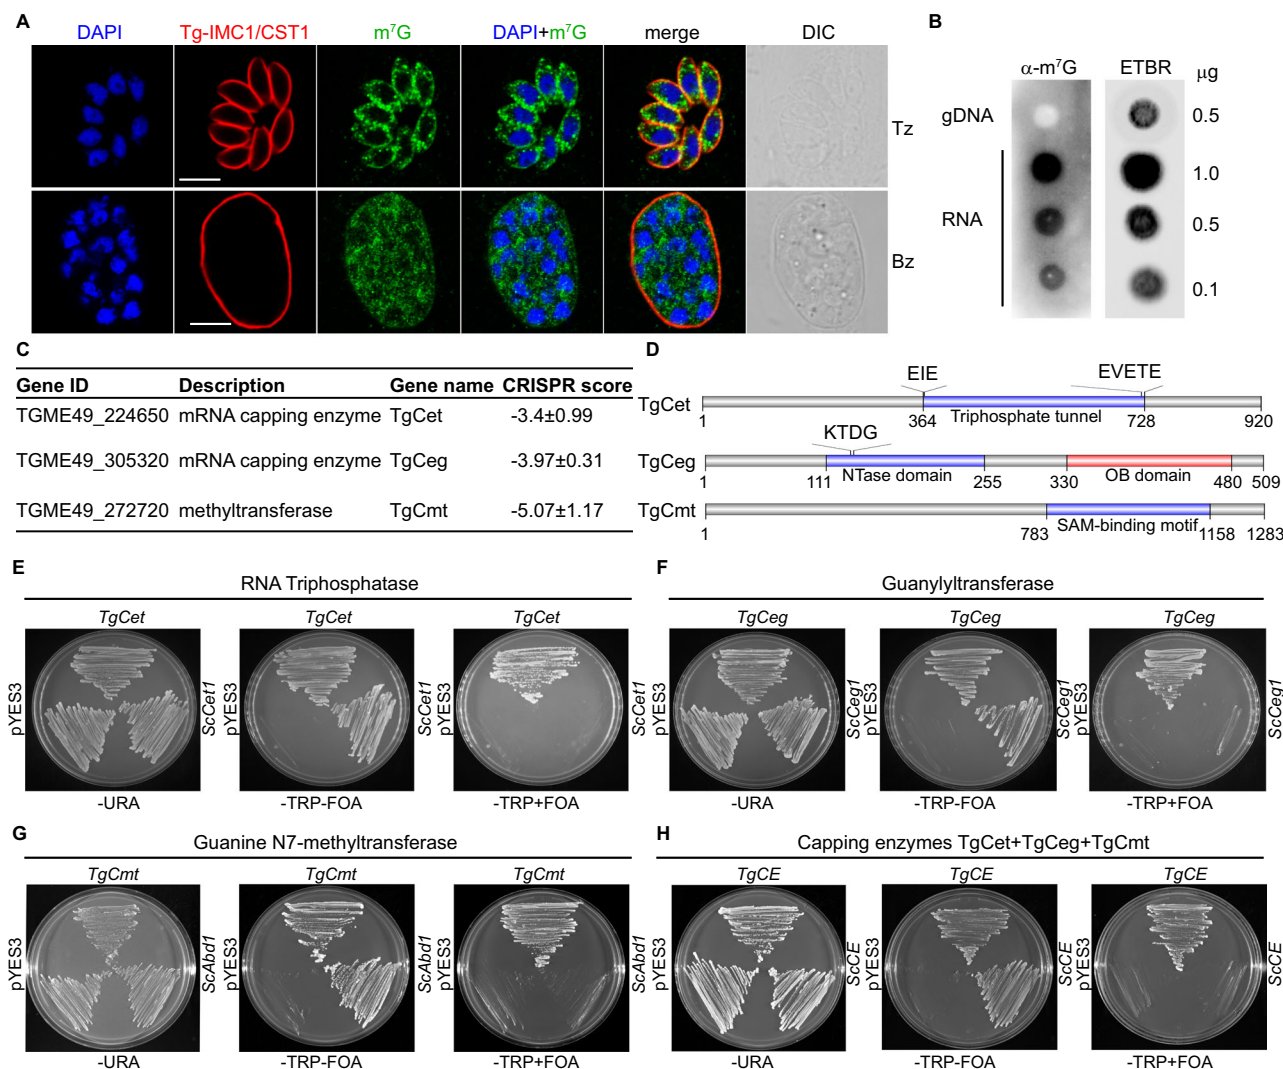 A
DAPI Tg-IMC1/CST1 m⁷G DAPI+m⁷G merge DIC
Tz
Bz
B
α-m⁷G ETBR μg
gDNA 0.5
1.0
RNA 0.5
0.1
C
Gene ID Description Gene name CRISPR score
TGME49_224650 mRNA capping enzyme TgCet -3.4±0.99
TGME49_305320 mRNA capping enzyme TgCeg -3.97±0.31
TGME49_272720 methyltransferase TgCmt -5.07±1.17
D
EIE EVETE
TgCet
Triphosphate tunnel
1 364 728 920
KTDG
TgCeg
NTase domain OB domain
1 111 255 330 480 509
TgCmt
SAM-binding motif
1 783 1158 1283
E
RNA Triphosphatase
TgCet TgCet TgCet
pYES3 ScCet1 pYES3 ScCet1 pYES3 ScCet1
-URA -TRP-FOA -TRP+FOA
F
Guanylyltransferase
TgCeg TgCeg TgCeg
pYES3 ScCeg1 pYES3 ScCeg1 pYES3 ScCeg1
-URA -TRP-FOA -TRP+FOA
G
Guanine N7-methyltransferase
TgCmt TgCmt TgCmt
pYES3 ScAbd1 pYES3 ScAbd1 pYES3 ScAbd1
-URA -TRP-FOA -TRP+FOA
H
Capping enzymes TgCet+TgCeg+TgCmt
TgCE TgCE TgCE
pYES3 ScCE pYES3 ScCE pYES3 ScCE
-URA -TRP-FOA -TRP+FOA